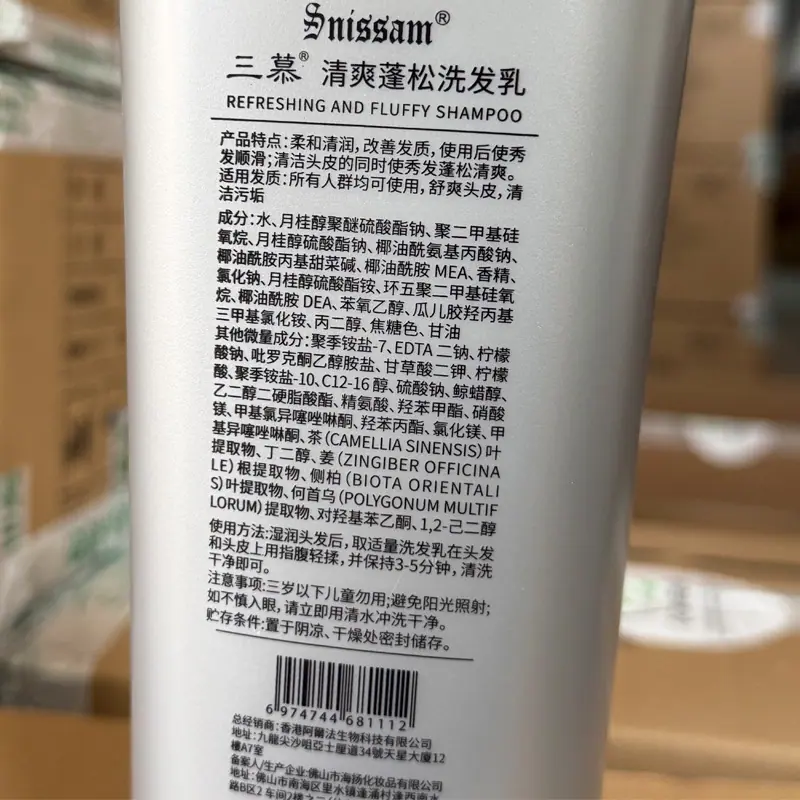 Snissam®
三慕® 清爽蓬松洗发乳
REFRESHING AND FLUFFY SHAMPOO
产品特点:柔和清润,改善发质,使用后使秀
发顺滑;清洁头皮的同时使秀发蓬松清爽。
适用发质:所有人群均可使用,舒爽头皮,清
洁污垢
成分:水、月桂醇聚醚硫酸酯钠、聚二甲基硅
氧烷、月桂醇硫酸酯钠、椰油酰氨基丙酸钠、
椰油酰胺丙基甜菜碱、椰油酰胺 MEA、香精、
氯化钠、月桂醇硫酸酯铵、环五聚二甲基硅氧
烷、椰油酰胺 DEA、苯氧乙醇、瓜儿胶羟丙基
三甲基氯化铵、丙二醇、焦糖色、甘油
其他微量成分:聚季铵盐-7、EDTA 二钠、柠檬
酸钠、吡罗克酮乙醇胺盐、甘草酸二钾、柠檬
酸、聚季铵盐-10、C12-16 醇、硫酸钠、鲸蜡醇、
乙二醇二硬脂酸酯、精氨酸、羟苯甲酯、硝酸
镁、甲基氯异噻唑啉酮、羟苯丙酯、氯化镁、甲
基异噻唑啉酮、茶(CAMELLIA SINENSIS)叶
提取物、丁二醇、姜(ZINGIBER OFFICINA
LE)根提取物、侧柏(BIOTA ORIENTALI
S)叶提取物、何首乌(POLYGONUM MULTIF
LORUM)提取物、对羟基苯乙酮、1,2-己二醇
使用方法:湿润头发后,取适量洗发乳在头发
和头皮上用指腹轻揉,并保持3-5分钟,清洗
干净即可。
注意事项:三岁以下儿童勿用;避免阳光照射;
如不慎入眼,请立即用清水冲洗干净。
贮存条件:置于阴凉、干燥处密封储存。
6 974744 681112
总经销商:香港阿爾法生物科技有限公司
地址:九龍尖沙咀亞士厘道34號天星大廈12
樓A7室
备案人/生产企业:佛山市海扬化妆品有限公司
地址:佛山市南海区里水镇逢涌村逢西南水
路B区2 车间2楼之